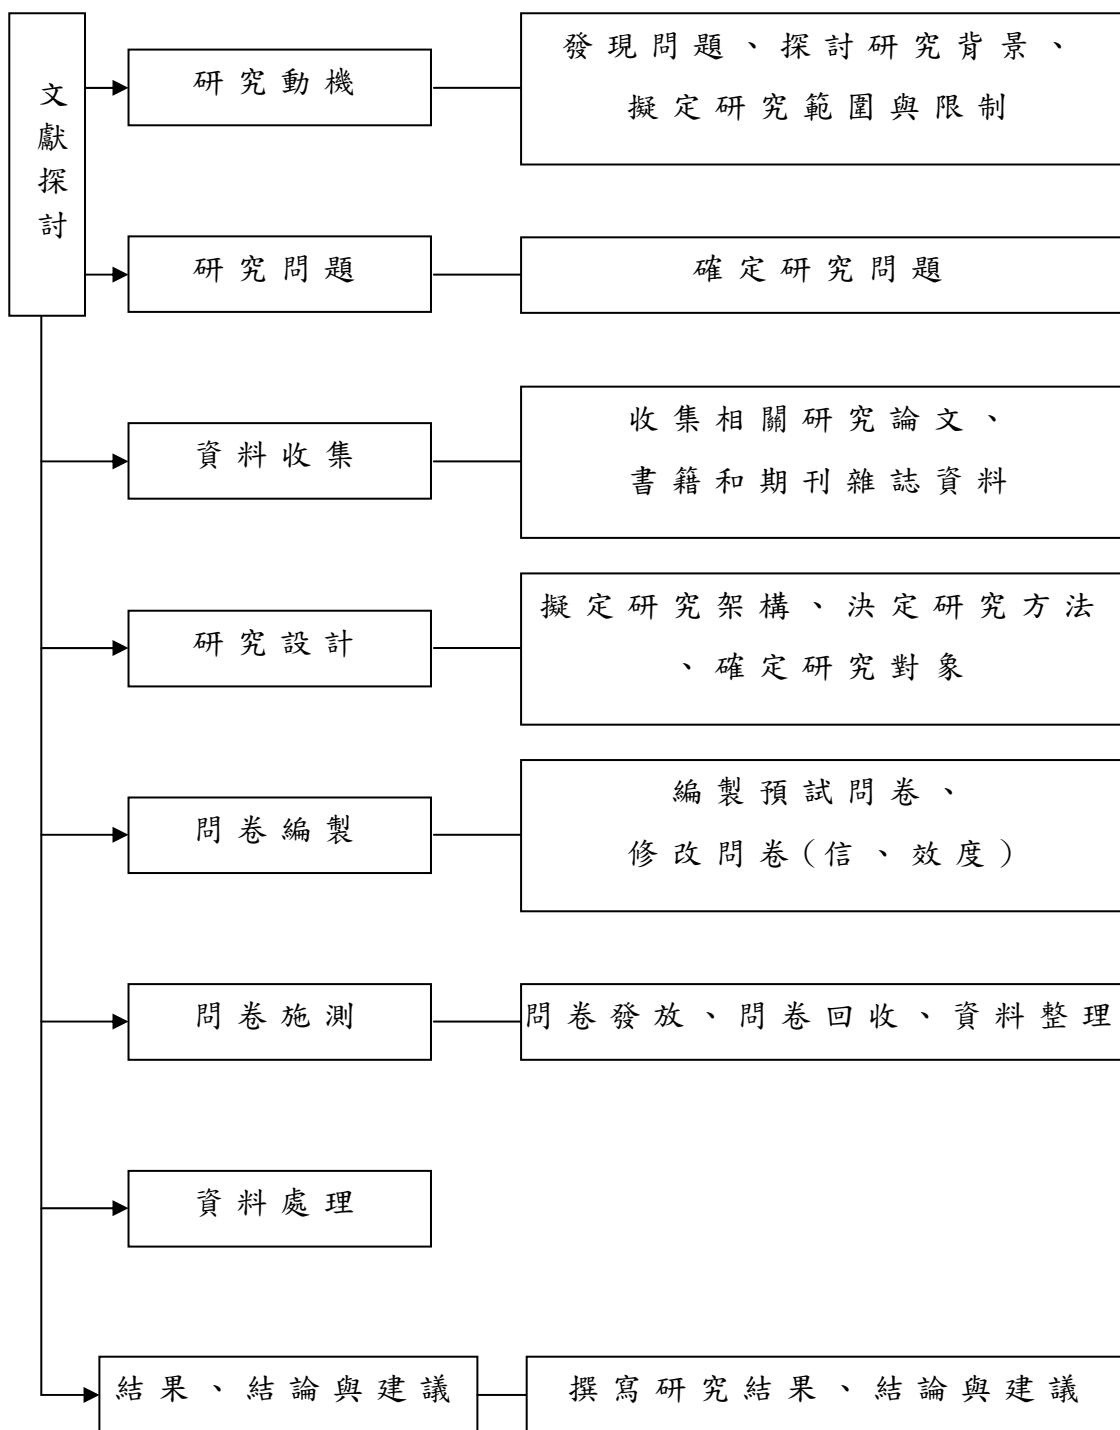 文獻探討
研究動機
發現問題、探討研究背景、
擬定研究範圍與限制
研究問題
確定研究問題
資料收集
收集相關研究論文、
書籍和期刊雜誌資料
研究設計
擬定研究架構、決定研究方法
、確定研究對象
問卷編製
編製預試問卷、
修改問卷(信、效度)
問卷施測
問卷發放、問卷回收、資料整理
資料處理
結果、結論與建議
撰寫研究結果、結論與建議